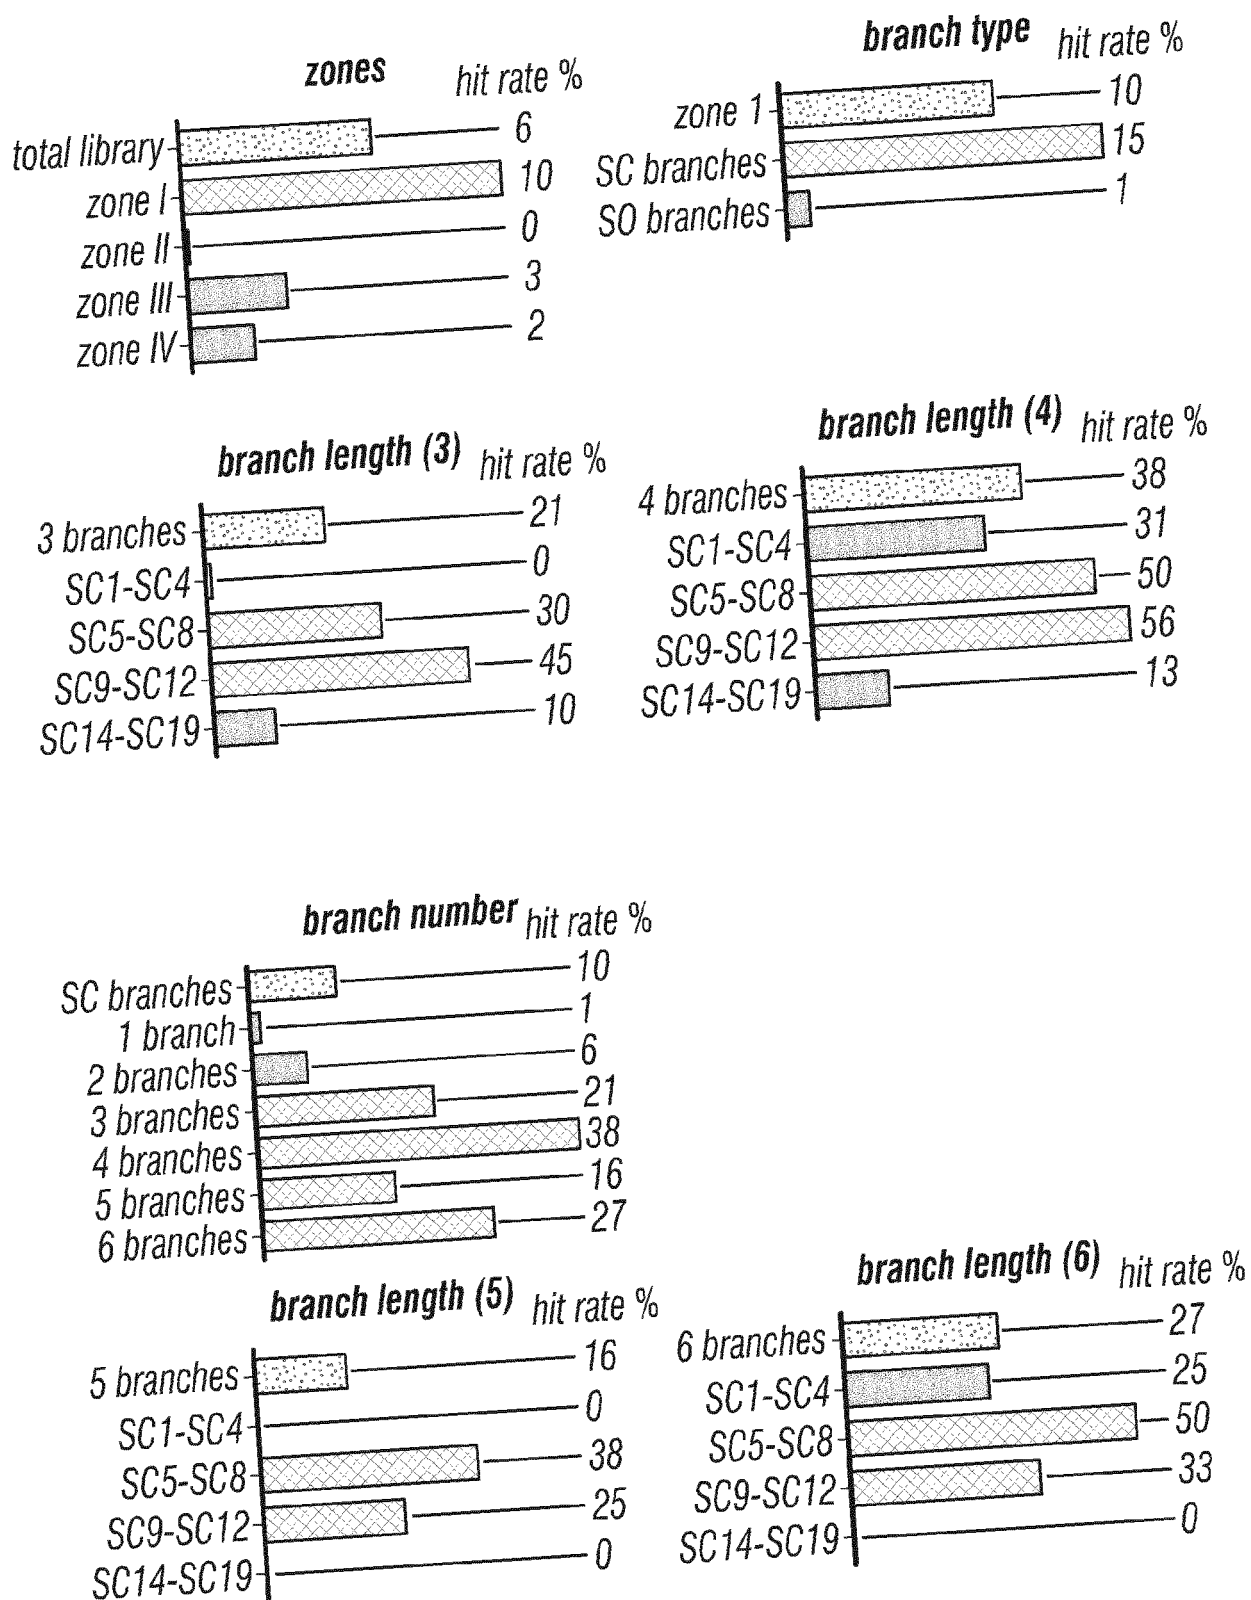 zones hit rate %
total library 6
zone I 10
zone II 0
zone III 3
zone IV 2
branch type hit rate %
zone 1 10
SC branches 15
SO branches 1
branch length (3) hit rate %
3 branches 21
SC1-SC4 0
SC5-SC8 30
SC9-SC12 45
SC14-SC19 10
branch length (4) hit rate %
4 branches 38
SC1-SC4 31
SC5-SC8 50
SC9-SC12 56
SC14-SC19 13
branch number hit rate %
SC branches 10
1 branch 1
2 branches 6
3 branches 21
4 branches 38
5 branches 16
6 branches 27
branch length (5) hit rate %
5 branches 16
SC1-SC4 0
SC5-SC8 38
SC9-SC12 25
SC14-SC19 0
branch length (6) hit rate %
6 branches 27
SC1-SC4 25
SC5-SC8 50
SC9-SC12 33
SC14-SC19 0